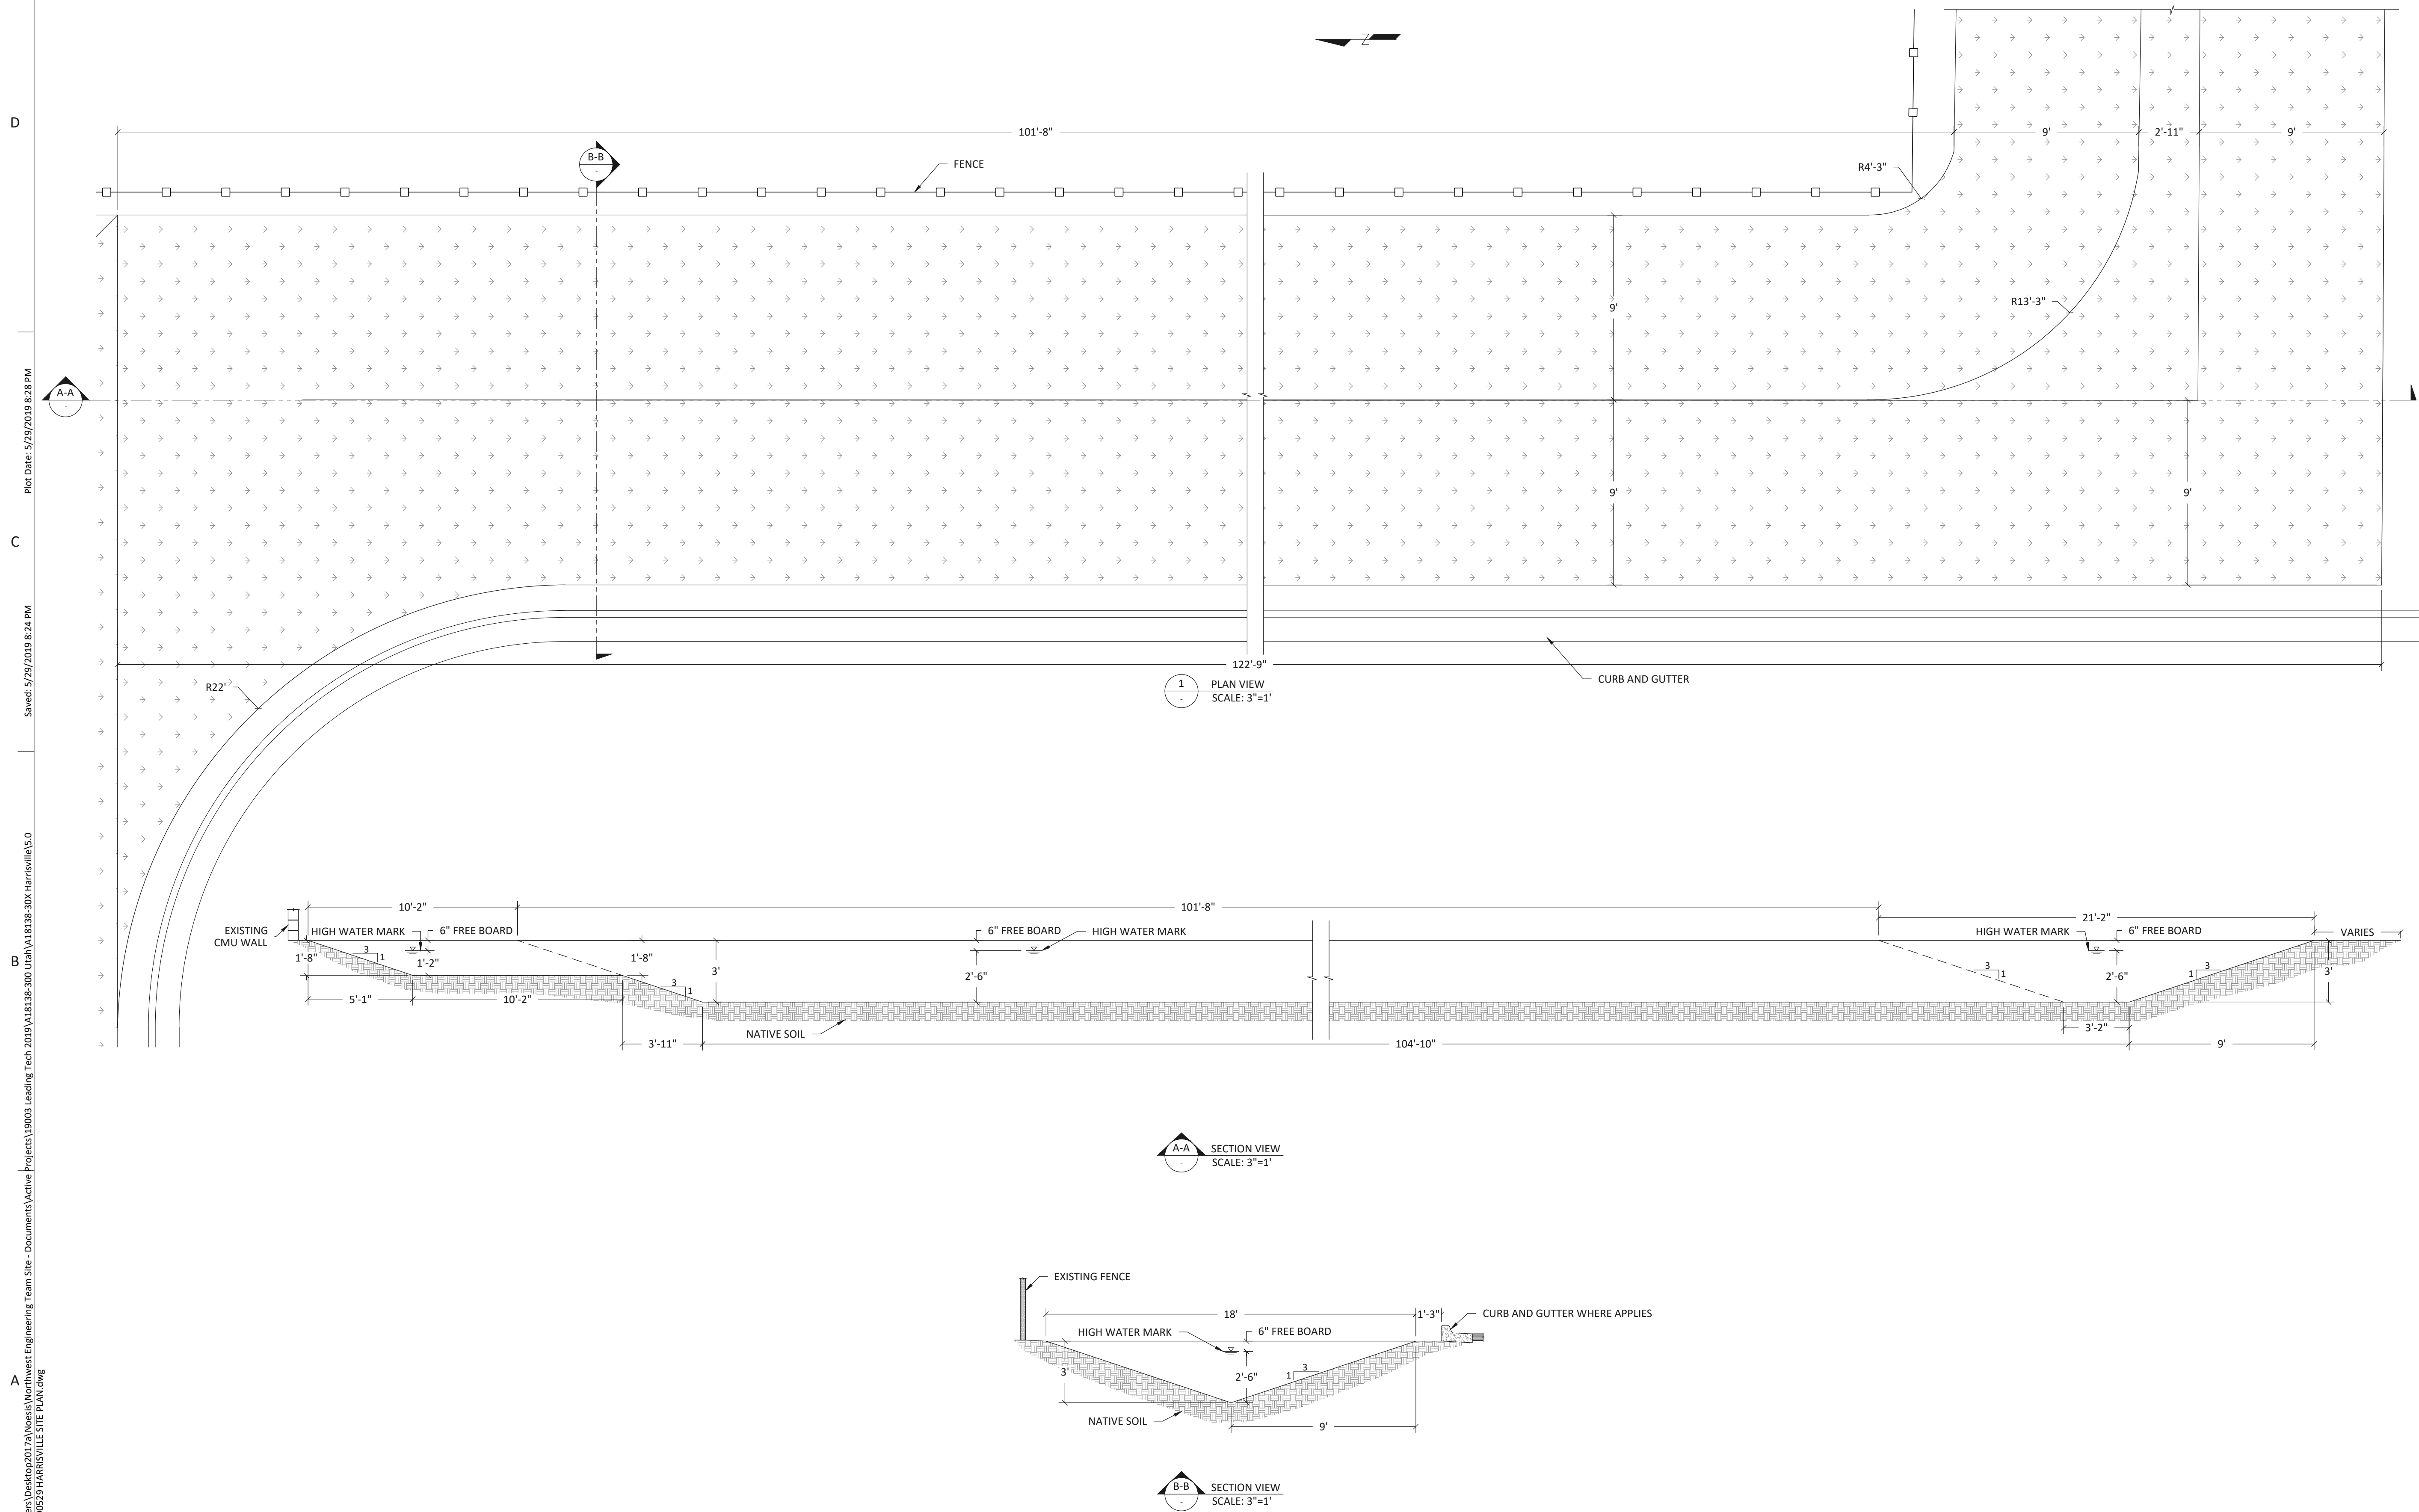 D
C
B
A
Plot Date: 5/29/2019 8:28 PM
Saved: 5/29/2019 8:24 PM
ers\Desktop2017a\Noesis\Northwest Engineering Team Site - Documents\Active Projects\19003 Leading Tech 2019\A18138-300 Utah\A18138-30X Harrisville\5.0
00529 HARRISVILLE SITE PLAN.dwg
Z
101'-8"
9'
2'-11"
9'
B-B
-
FENCE
R4'-3"
9'
R13'-3"
A-A
-
9'
9'
122'-9"
R22'
CURB AND GUTTER
1
-
PLAN VIEW
SCALE: 3"=1'
10'-2"
101'-8"
21'-2"
EXISTING
CMU WALL
HIGH WATER MARK
6" FREE BOARD
6" FREE BOARD
HIGH WATER MARK
HIGH WATER MARK
6" FREE BOARD
VARIES
1'-8"
3
1
1'-2"
1'-8"
3'
2'-6"
3
1
3
1
2'-6"
3
1
3'
5'-1"
10'-2"
NATIVE SOIL
3'-2"
3'-11"
104'-10"
9'
A-A
-
SECTION VIEW
SCALE: 3"=1'
EXISTING FENCE
18'
1'-3"
CURB AND GUTTER WHERE APPLIES
HIGH WATER MARK
6" FREE BOARD
3'
2'-6"
3
1
NATIVE SOIL
9'
B-B
-
SECTION VIEW
SCALE: 3"=1'